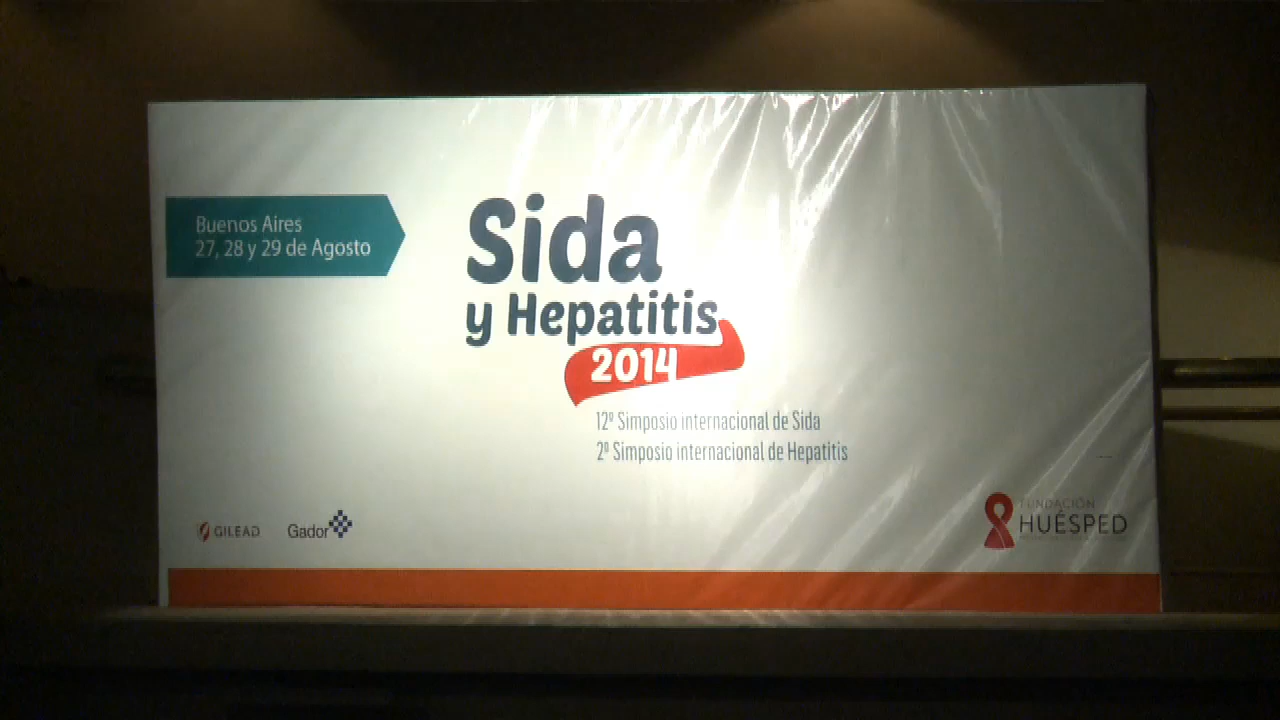 Buenos Aires
27, 28 y 29 de Agosto
Sida
y Hepatitis
2014
12º Simposio internacional de Sida
2º Simposio internacional de Hepatitis
GILEAD
Gador
FUNDACIÓN
HUÉSPED